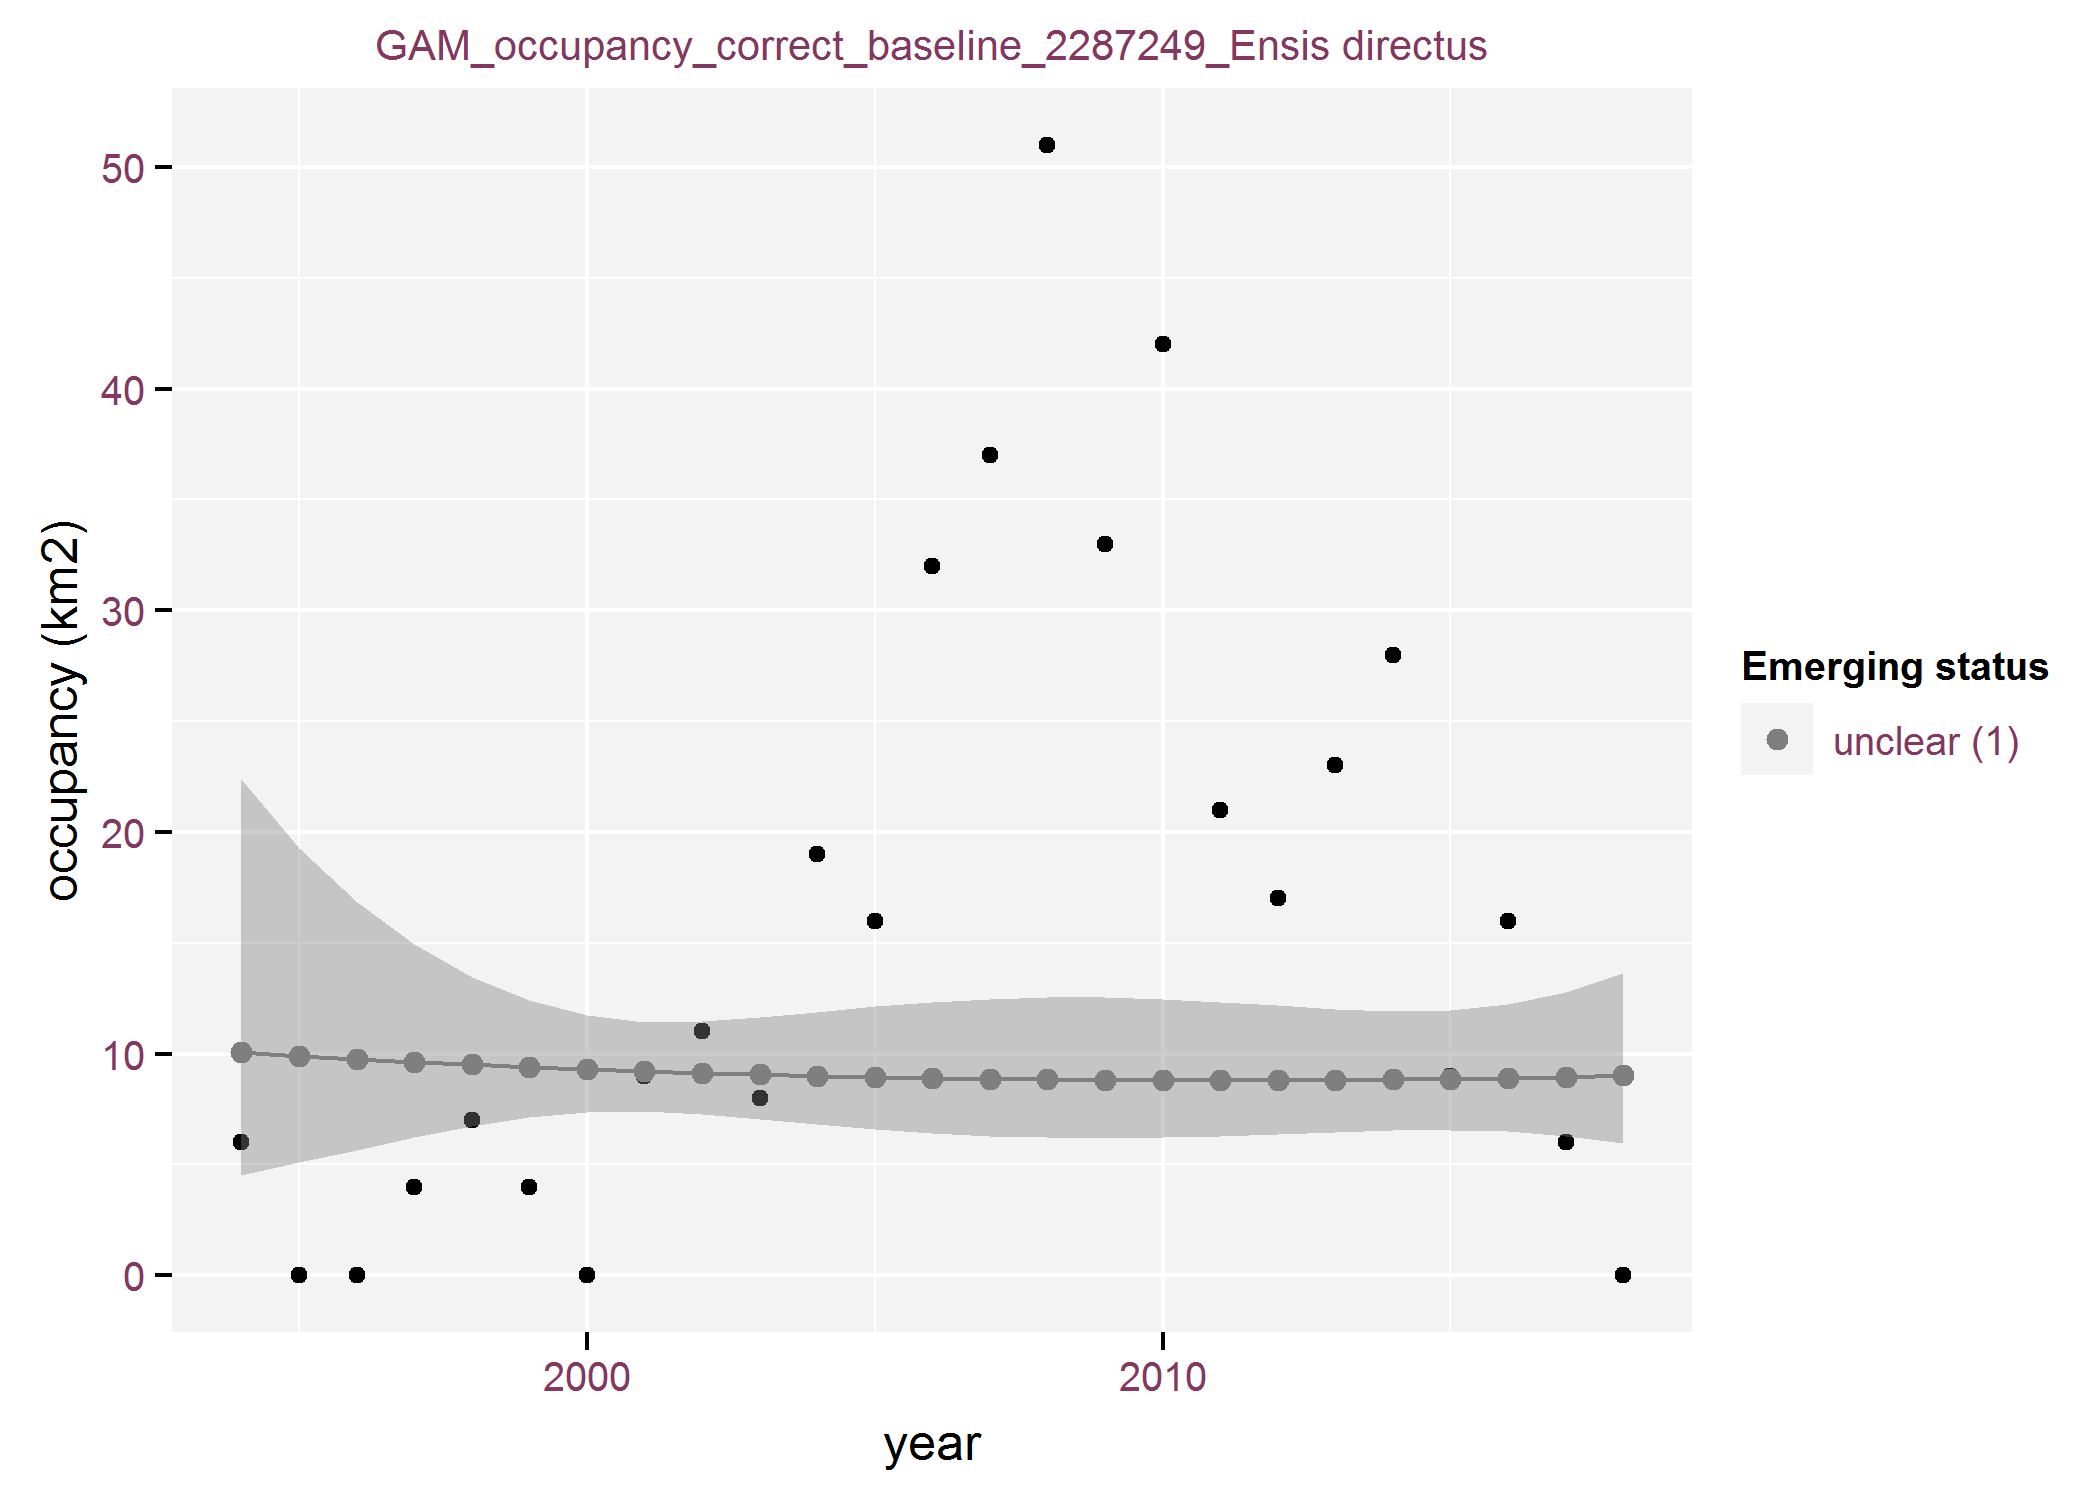 GAM_occupancy_correct_baseline_2287249_Ensis directus
50
40
30
20
10
0
occupancy (km2)
2000
2010
year
Emerging status
unclear (1)